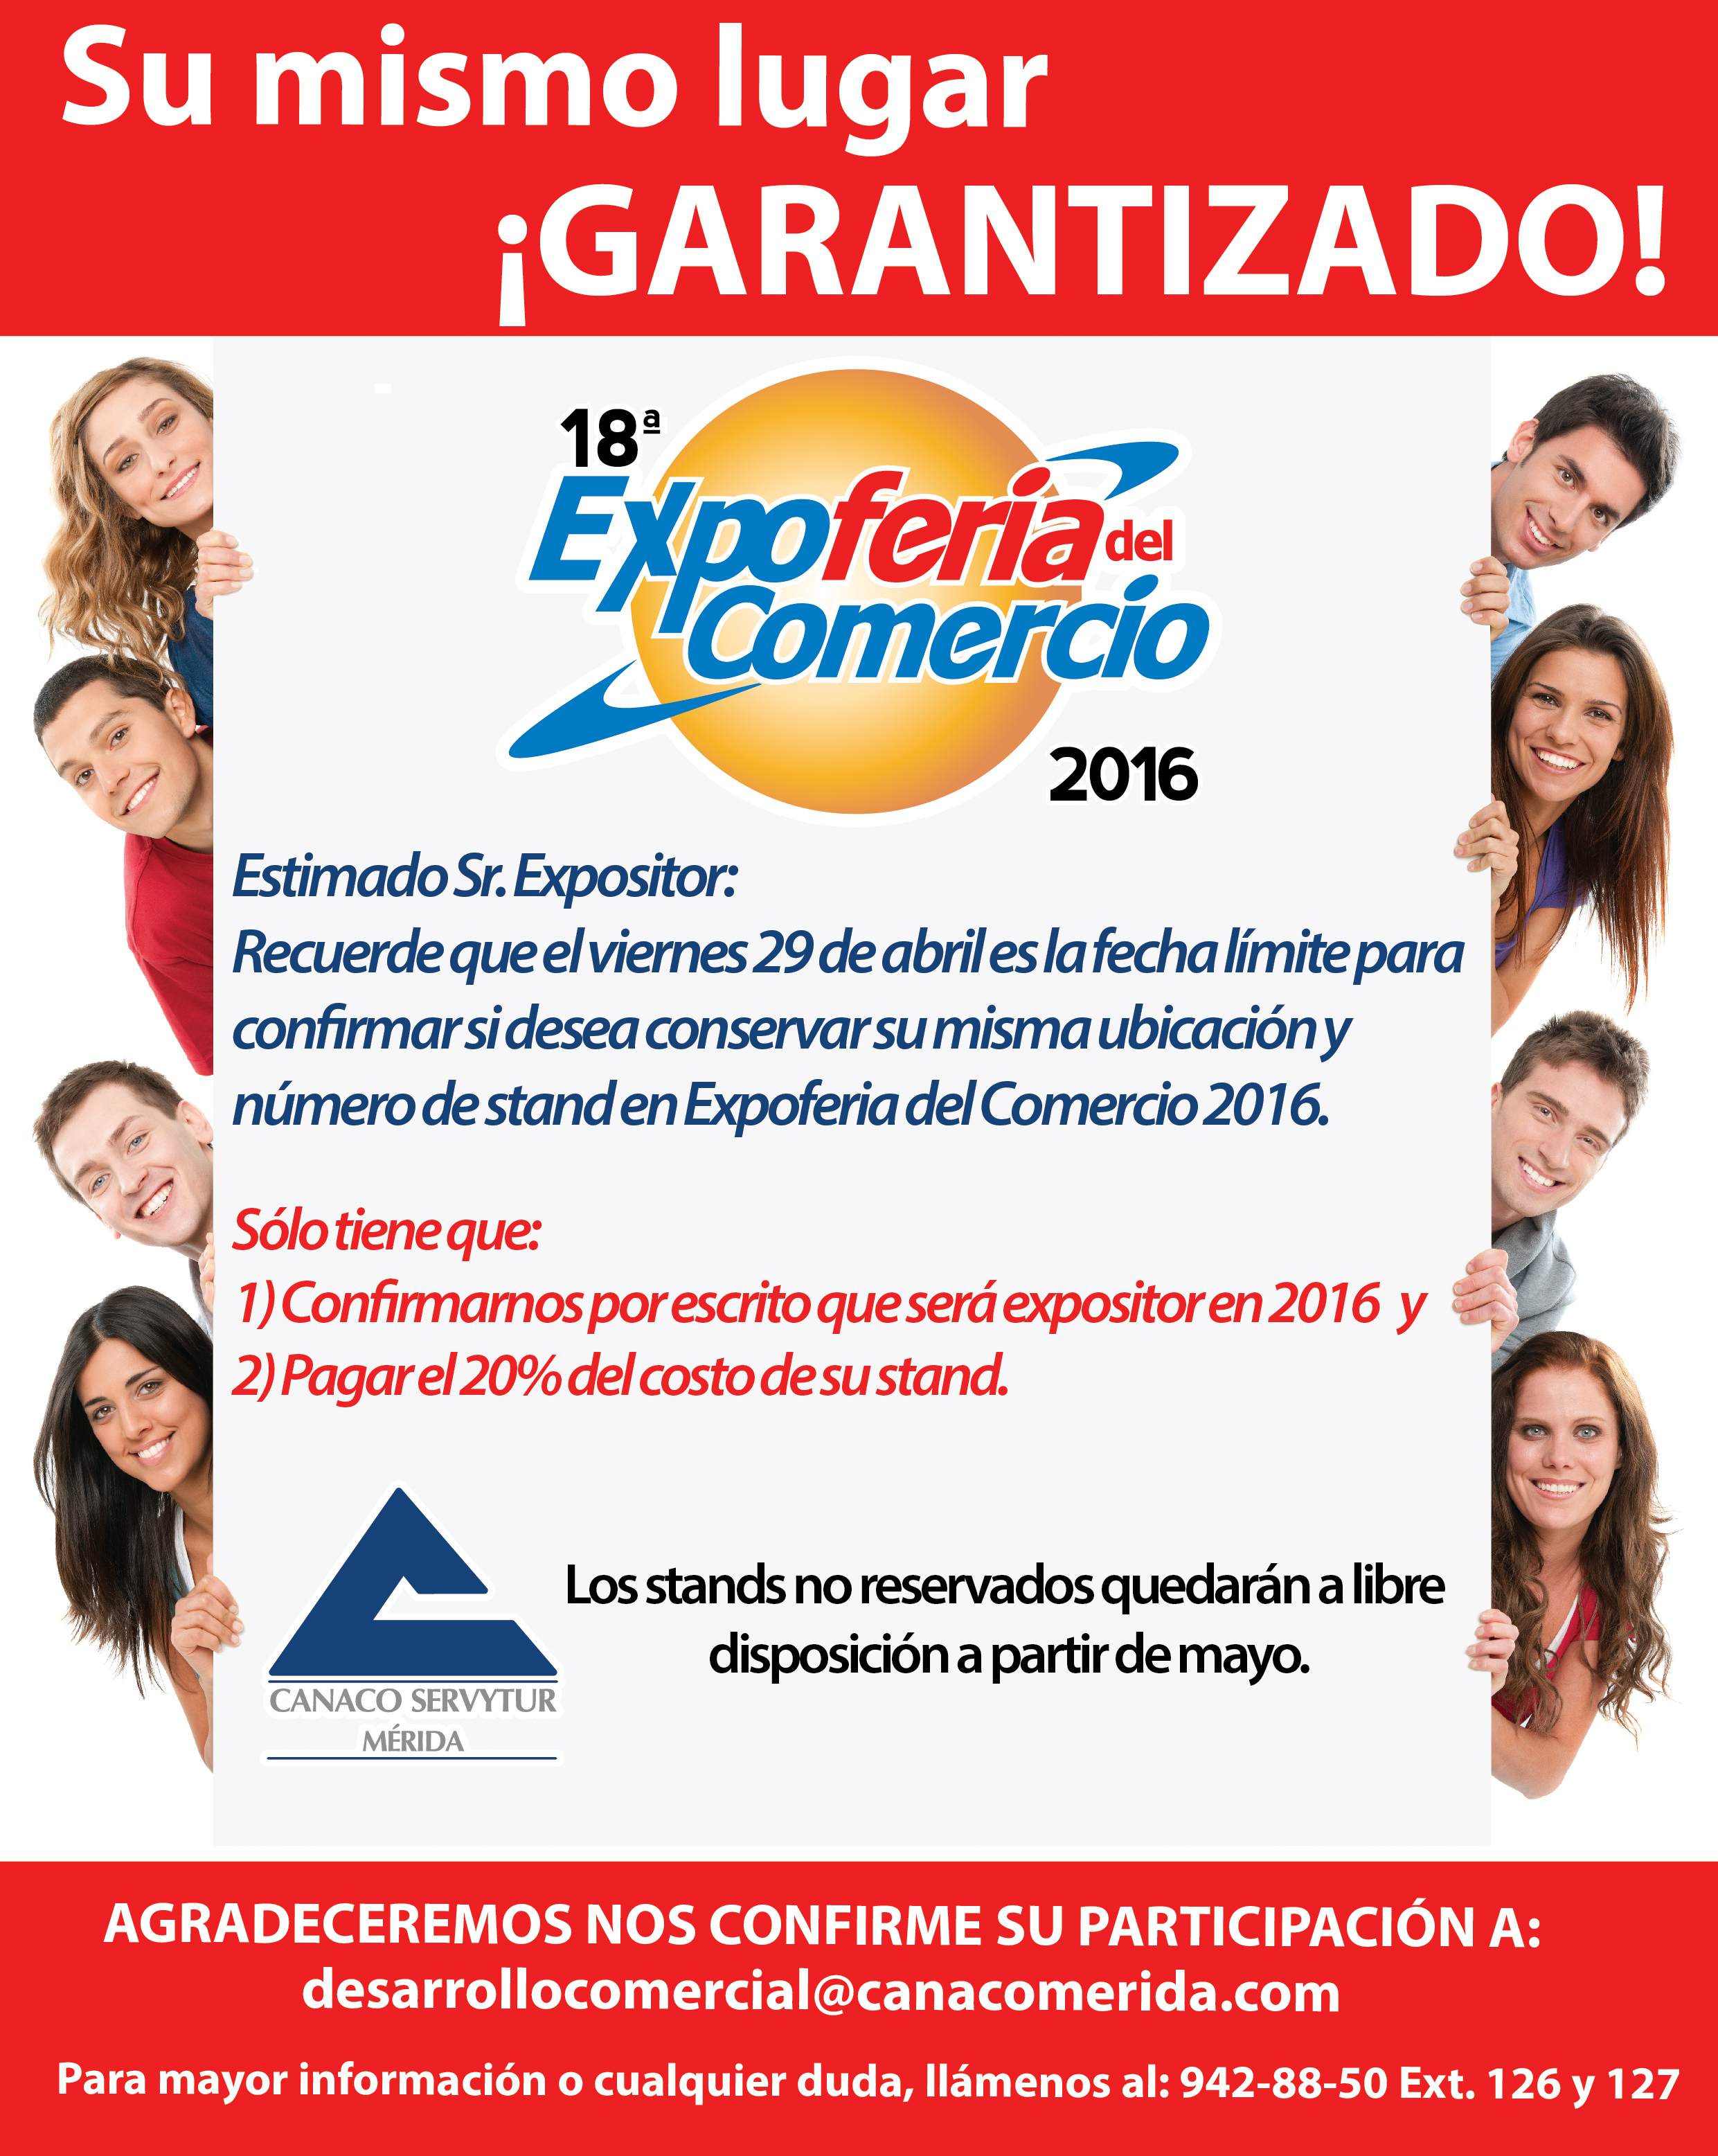 Su mismo lugar
¡GARANTIZADO!
18ª
Expoferia del
Comercio
2016
Estimado Sr. Expositor:
Recuerde que el viernes 29 de abril es la fecha límite para
confirmar si desea conservar su misma ubicación y
número de stand en Expoferia del Comercio 2016.
Sólo tiene que:
1) Confirmarnos por escrito que será expositor en 2016 y
2) Pagar el 20% del costo de su stand.
Los stands no reservados quedarán a libre
disposición a partir de mayo.
CANACO SERVYTUR
MÉRIDA
AGRADECEREMOS NOS CONFIRME SU PARTICIPACIÓN A:
desarrollocomercial@canacomerida.com
Para mayor información o cualquier duda, llámenos al: 942-88-50 Ext. 126 y 127